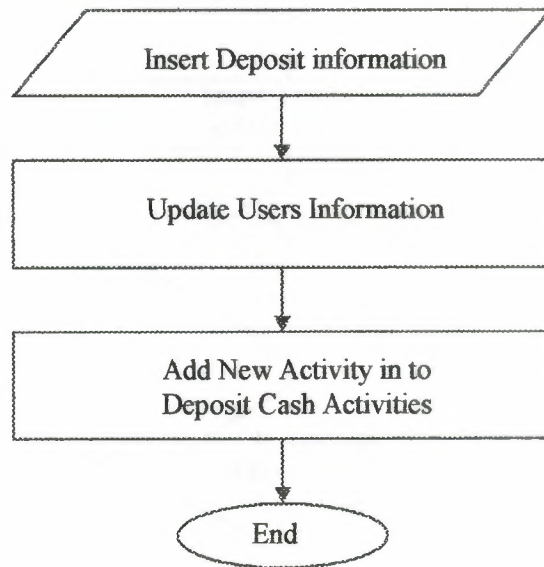 Insert Deposit information
Update Users Information
Add New Activity in to
Deposit Cash Activities
End